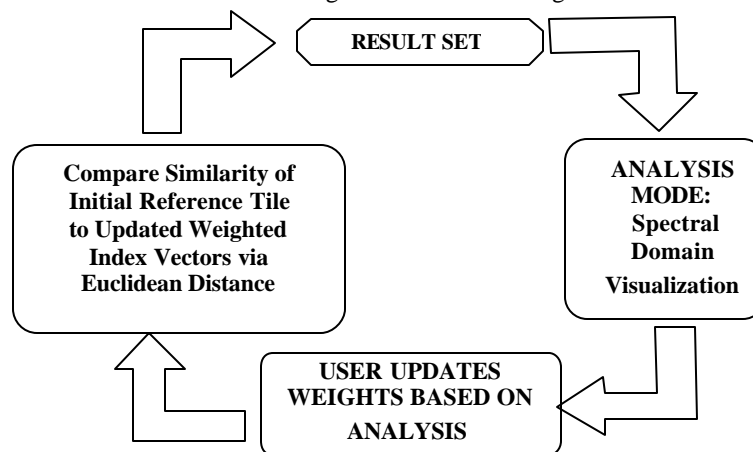 RESULT SET
Compare Similarity of
Initial Reference Tile
to Updated Weighted
Index Vectors via
Euclidean Distance
ANALYSIS
MODE:
Spectral
Domain
Visualization
USER UPDATES
WEIGHTS BASED ON
ANALYSIS